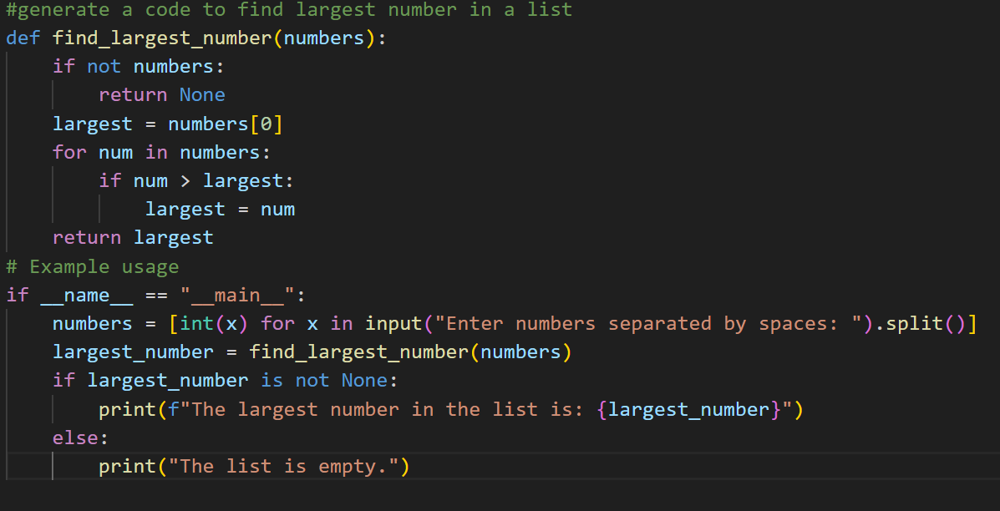 #generate a code to find largest number in a list
def find_largest_number(numbers):
    if not numbers:
        return None
    largest = numbers[0]
    for num in numbers:
        if num > largest:
            largest = num
    return largest
# Example usage
if __name__ == "__main__":
    numbers = [int(x) for x in input("Enter numbers separated by spaces: ").split()]
    largest_number = find_largest_number(numbers)
    if largest_number is not None:
        print(f"The largest number in the list is: {largest_number}")
    else:
        print("The list is empty.")